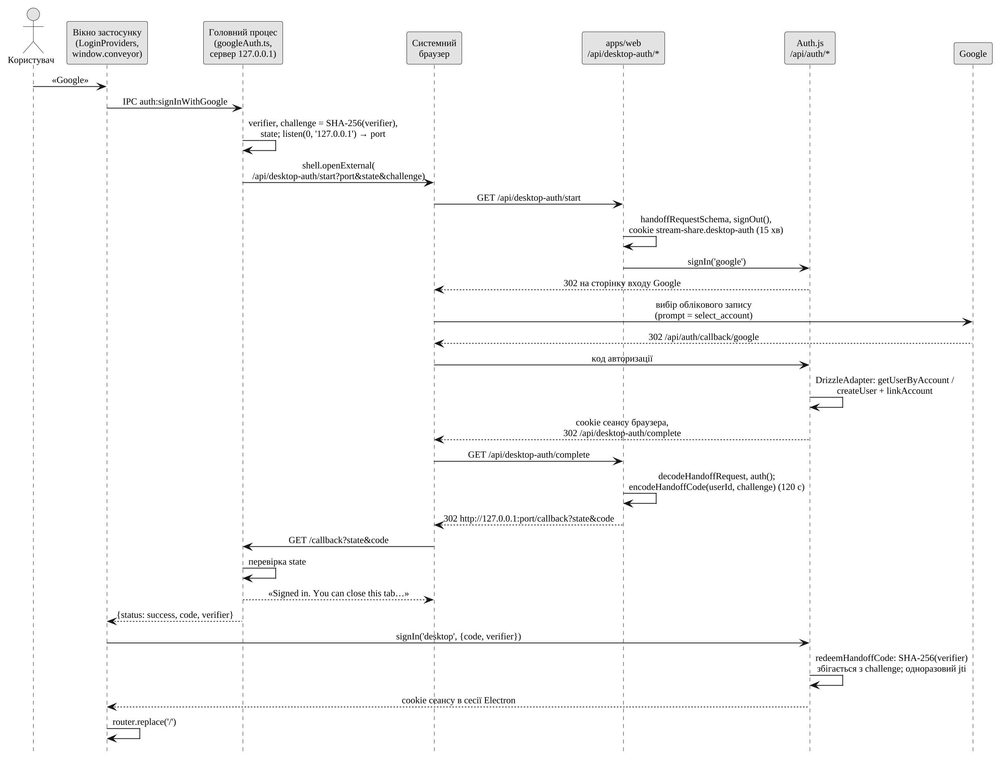 Користувач
Вікно застосунку
(LoginProviders,
window.conveyor)
Головний процес
(googleAuth.ts,
сервер 127.0.0.1)
Системний
браузер
apps/web
/api/desktop-auth/*
Auth.js
/api/auth/*
Google
«Google»
IPC auth:signInWithGoogle
verifier, challenge = SHA-256(verifier),
state; listen(0, '127.0.0.1') → port
shell.openExternal(
/api/desktop-auth/start?port&state&challenge)
GET /api/desktop-auth/start
handoffRequestSchema, signOut(),
cookie stream-share.desktop-auth (15 хв)
signIn('google')
302 на сторінку входу Google
вибір облікового запису
(prompt = select_account)
302 /api/auth/callback/google
код авторизації
DrizzleAdapter: getUserByAccount /
createUser + linkAccount
cookie сеансу браузера,
302 /api/desktop-auth/complete
GET /api/desktop-auth/complete
decodeHandoffRequest, auth();
encodeHandoffCode(userId, challenge) (120 с)
302 http://127.0.0.1:port/callback?state&code
GET /callback?state&code
перевірка state
«Signed in. You can close this tab…»
{status: success, code, verifier}
signIn('desktop', {code, verifier})
redeemHandoffCode: SHA-256(verifier)
збігається з challenge; одноразовий jti
cookie сеансу в сесії Electron
router.replace('/')